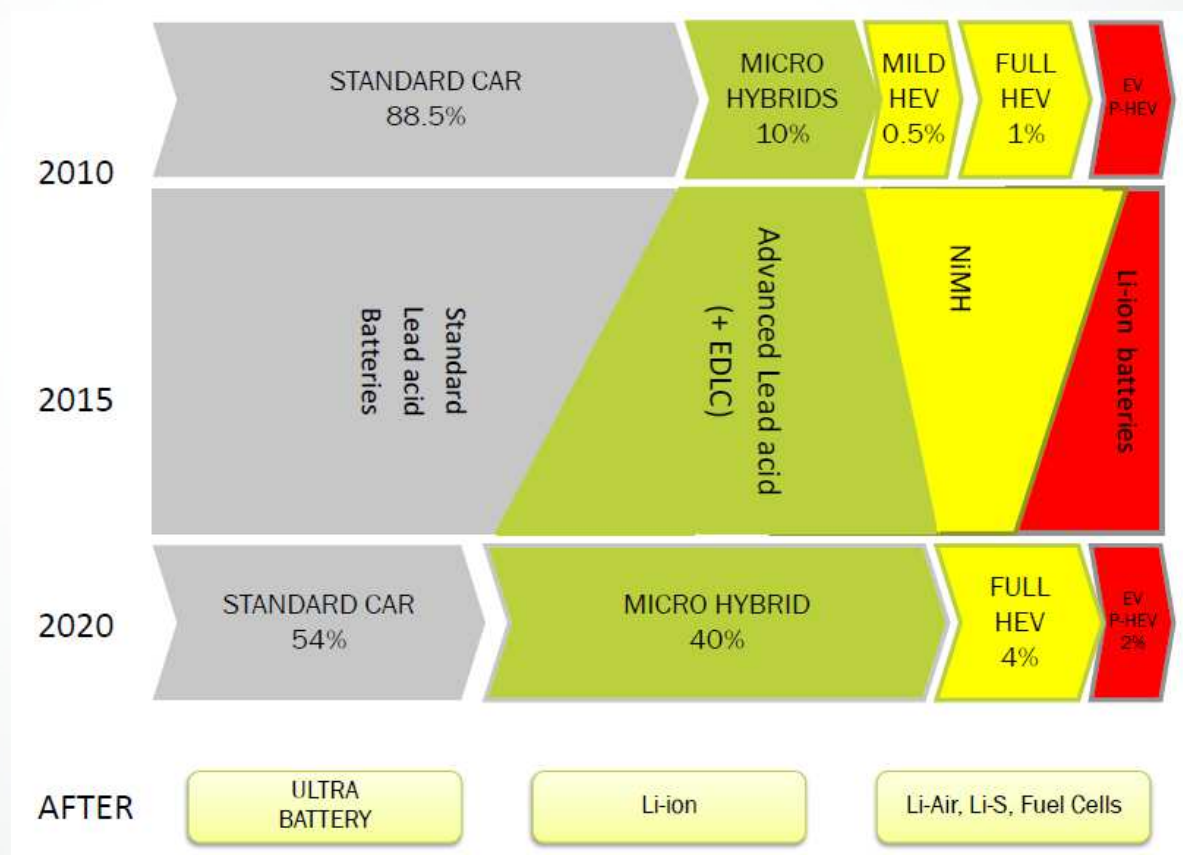 STANDARD CAR
88.5%
MICRO
HYBRIDS
10%
MILD
HEV
0.5%
FULL
HEV
1%
EV
P-HEV
2010
Standard
Lead acid
Batteries
Advanced Lead acid
(+ EDLC)
NiMH
Li-ion batteries
2015
2020
STANDARD CAR
54%
MICRO HYBRID
40%
FULL
HEV
4%
EV
P-HEV
2%
AFTER
ULTRA
BATTERY
Li-ion
Li-Air, Li-S, Fuel Cells